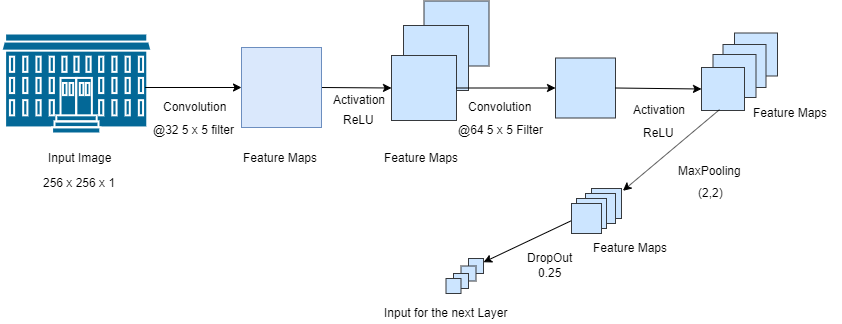 Input Image
256 x 256 x 1
Convolution
@32 5 x 5 filter
Feature Maps
Activation
ReLU
Feature Maps
Convolution
@64 5 x 5 Filter
Activation
ReLU
Feature Maps
MaxPooling
(2,2)
Feature Maps
DropOut
0.25
Input for the next Layer